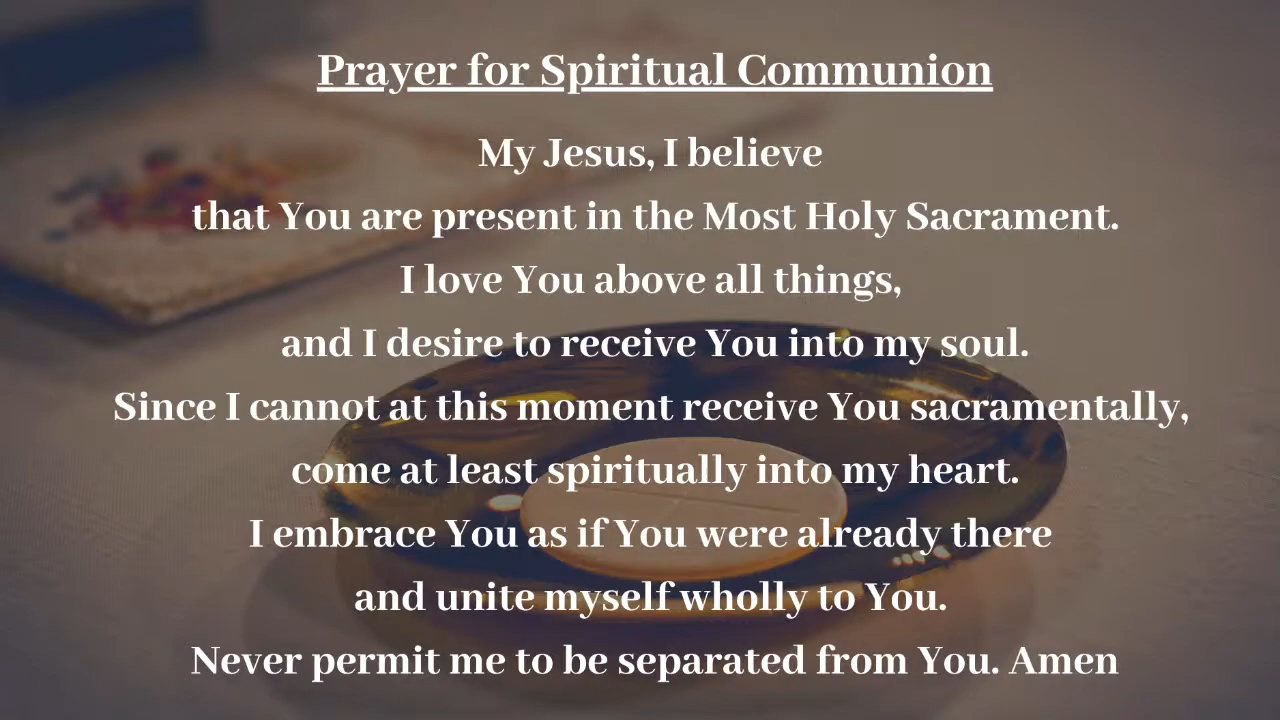 Prayer for Spiritual Communion
My Jesus, I believe
that You are present in the Most Holy Sacrament.
I love You above all things,
and I desire to receive You into my soul.
Since I cannot at this moment receive You sacramentally,
come at least spiritually into my heart.
I embrace You as if You were already there
and unite myself wholly to You.
Never permit me to be separated from You. Amen